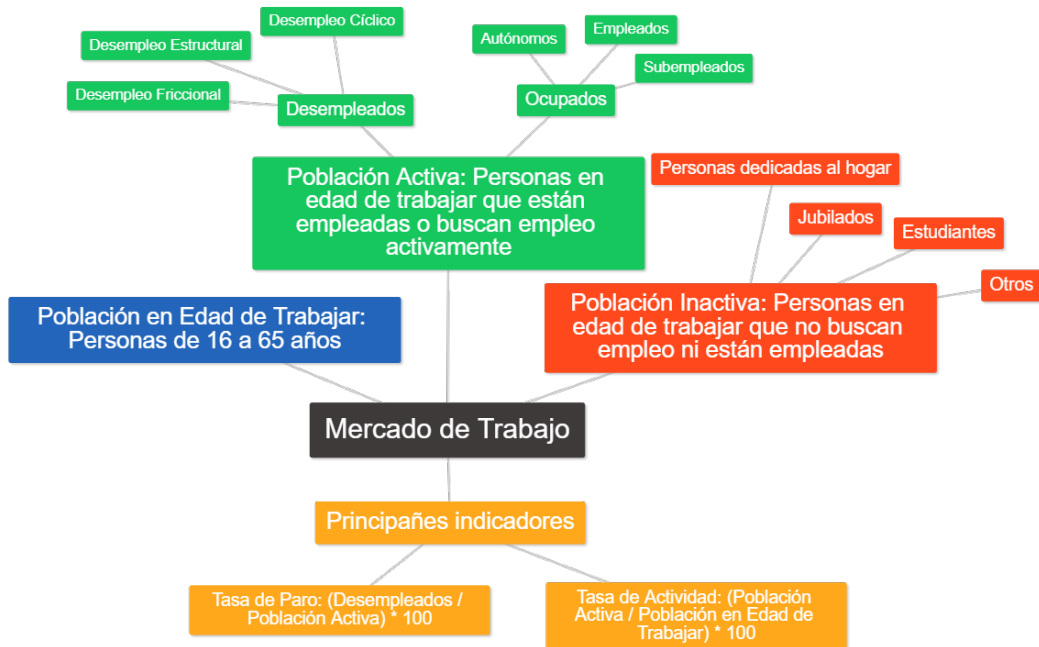 Desempleo Cíclico
Desempleo Estructural
Desempleo Friccional
Desempleados
Autónomos
Empleados
Subempleados
Ocupados
Población Activa: Personas en
edad de trabajar que están
empleadas o buscan empleo
activamente
Personas dedicadas al hogar
Jubilados
Estudiantes
Otros
Población en Edad de Trabajar:
Personas de 16 a 65 años
Población Inactiva: Personas en
edad de trabajar que no buscan
empleo ni están empleadas
Mercado de Trabajo
Principañes indicadores
Tasa de Paro: (Desempleados /
Población Activa) * 100
Tasa de Actividad: (Población
Activa / Población en Edad de
Trabajar) * 100